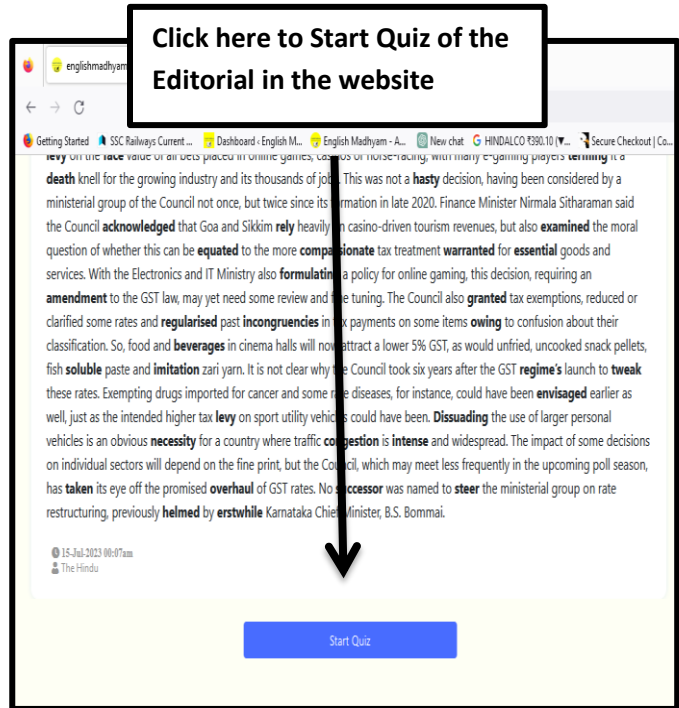 Click here to Start Quiz of the
Editorial in the website
englishmadhyam
Getting Started SSC Railways Current ... Dashboard ‹ English M... English Madhyam - A... New chat HINDALCO ₹390.10 (▼... Secure Checkout | Co...
levy on the face value of all bets placed in online games, casinos or horse-racing, with many e-gaming players terming it a
death knell for the growing industry and its thousands of jobs. This was not a hasty decision, having been considered by a
ministerial group of the Council not once, but twice since its formation in late 2020. Finance Minister Nirmala Sitharaman said
the Council acknowledged that Goa and Sikkim rely heavily on casino-driven tourism revenues, but also examined the moral
question of whether this can be equated to the more compassionate tax treatment warranted for essential goods and
services. With the Electronics and IT Ministry also formulating a policy for online gaming, this decision, requiring an
amendment to the GST law, may yet need some review and fine tuning. The Council also granted tax exemptions, reduced or
clarified some rates and regularised past incongruencies in tax payments on some items owing to confusion about their
classification. So, food and beverages in cinema halls will now attract a lower 5% GST, as would unfried, uncooked snack pellets,
fish soluble paste and imitation zari yarn. It is not clear why the Council took six years after the GST regime's launch to tweak
these rates. Exempting drugs imported for cancer and some rare diseases, for instance, could have been envisaged earlier as
well, just as the intended higher tax levy on sport utility vehicles could have been. Dissuading the use of larger personal
vehicles is an obvious necessity for a country where traffic congestion is intense and widespread. The impact of some decisions
on individual sectors will depend on the fine print, but the Council, which may meet less frequently in the upcoming poll season,
has taken its eye off the promised overhaul of GST rates. No successor was named to steer the ministerial group on rate
restructuring, previously helmed by erstwhile Karnataka Chief Minister, B.S. Bommai.
15-Jul-2023 00:07am
The Hindu
Start Quiz